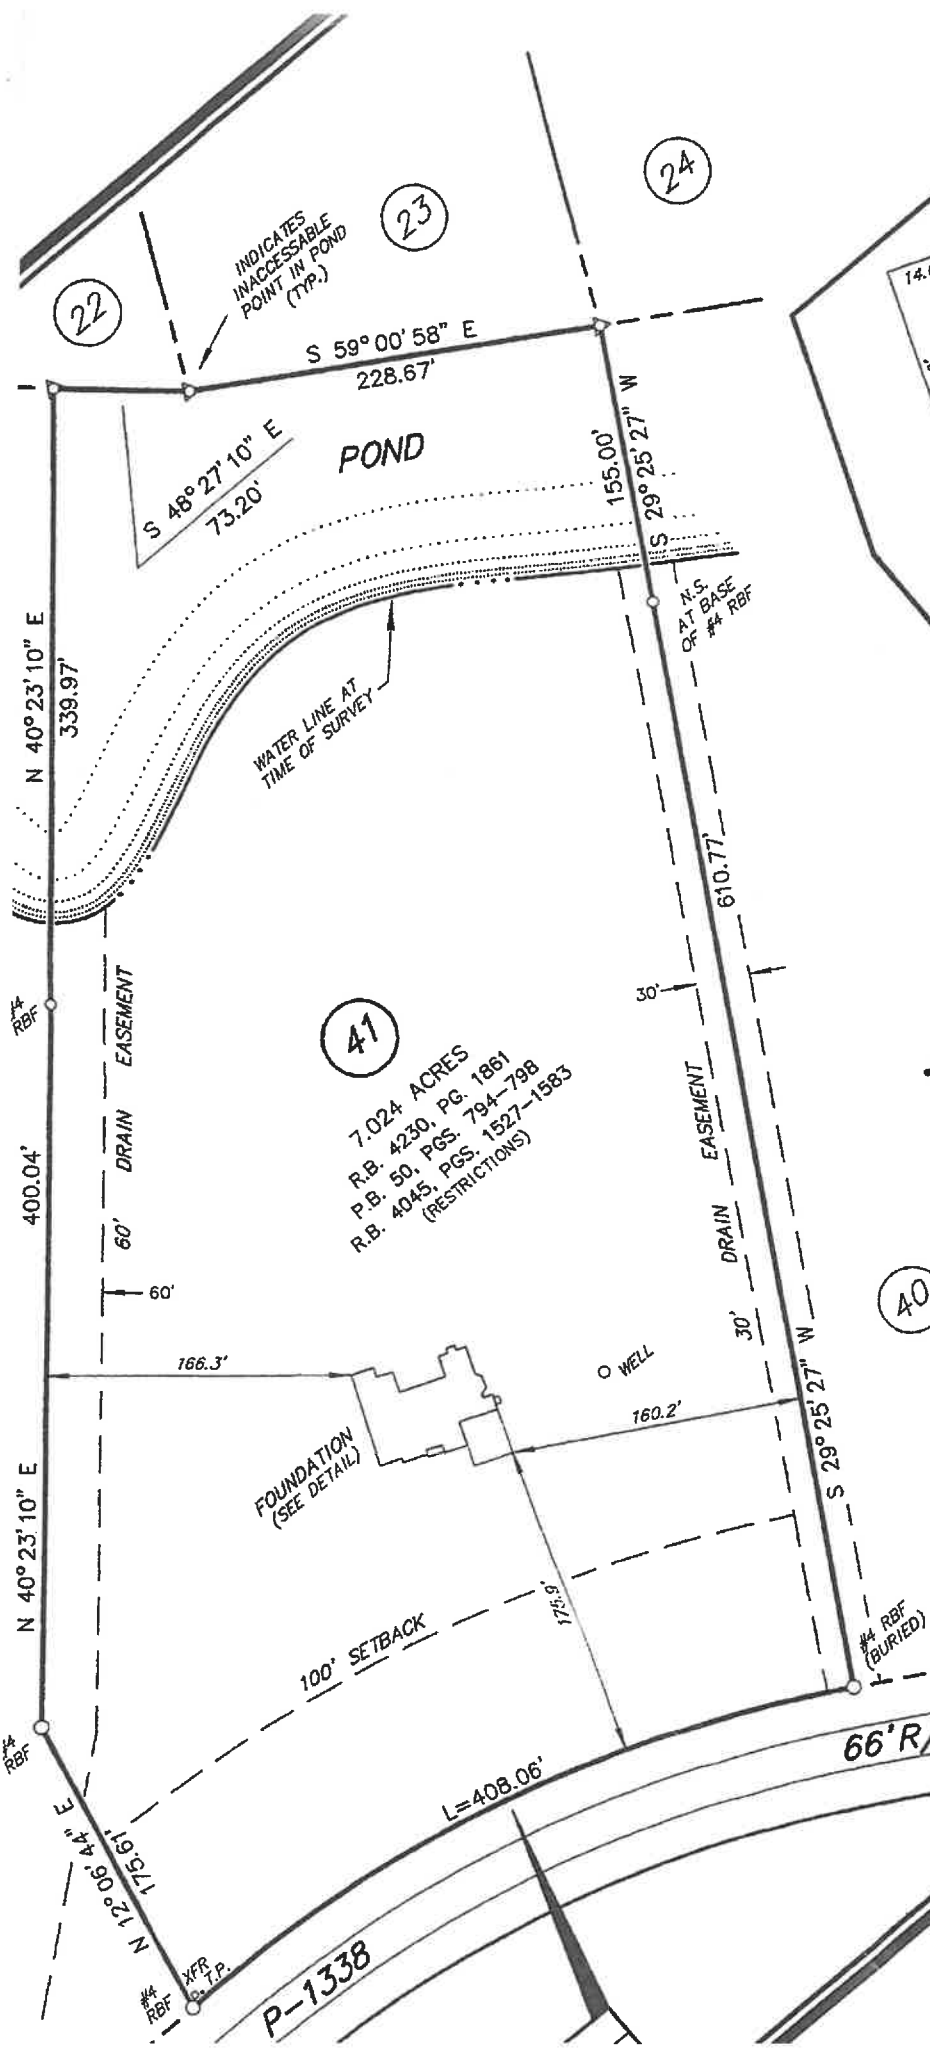 24
23
INDICATES
INACCESSABLE
POINT IN POND
(TYP.)
22
S 59° 00' 58" E
228.67'
S 48° 27' 10" E
73.20'
POND
155.00'
S 29° 25' 27" W
N.S.
AT BASE
OF #4 RBF
N 40° 23' 10" E
339.97'
WATER LINE AT
TIME OF SURVEY
610.77'
#4
RBF
60' DRAIN EASEMENT
30'
41
7.024 ACRES
R.B. 4230, PG. 1861
P.B. 50, PGS. 794-798
R.B. 4045, PGS. 1527-1583
(RESTRICTIONS)
400.04'
60'
30' DRAIN EASEMENT
40
166.3'
WELL
160.2'
FOUNDATION
(SEE DETAIL)
N 40° 23' 10" E
S 29° 25' 27" W
175.9'
100' SETBACK
#4 RBF
(BURIED)
#4
RBF
66' R/
L=408.06'
N 12° 06' 44" E
175.61'
XFR
T.P.
#4
RBF
P-1338